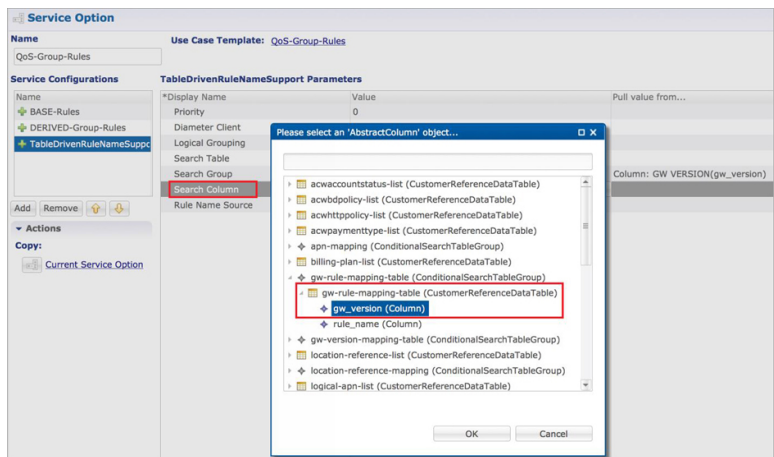 Service Option
Name
Use Case Template: QoS-Group-Rules
QoS-Group-Rules
Service Configurations
TableDrivenRuleNameSupport Parameters
Name
*Display Name
Value
Pull value from...
BASE-Rules
Priority
0
DERIVED-Group-Rules
Diameter Client
TableDrivenRuleNameSuppc
Logical Grouping
Search Table
Search Group
Column: GW VERSION(gw_version)
Search Column
Rule Name Source
Add
Remove
Actions
Copy:
Current Service Option
Please select an 'AbstractColumn' object...
acwaccountstatus-list (CustomerReferenceDataTable)
acwbdpolicy-list (CustomerReferenceDataTable)
acwhttppolicy-list (CustomerReferenceDataTable)
acwpaymenttype-list (CustomerReferenceDataTable)
apn-mapping (ConditionalSearchTableGroup)
billing-plan-list (CustomerReferenceDataTable)
gw-rule-mapping-table (ConditionalSearchTableGroup)
gw-rule-mapping-table (CustomerReferenceDataTable)
gw_version (Column)
rule_name (Column)
gw-version-mapping-table (ConditionalSearchTableGroup)
location-reference-list (CustomerReferenceDataTable)
location-reference-mapping (ConditionalSearchTableGroup)
logical-apn-list (CustomerReferenceDataTable)
OK
Cancel